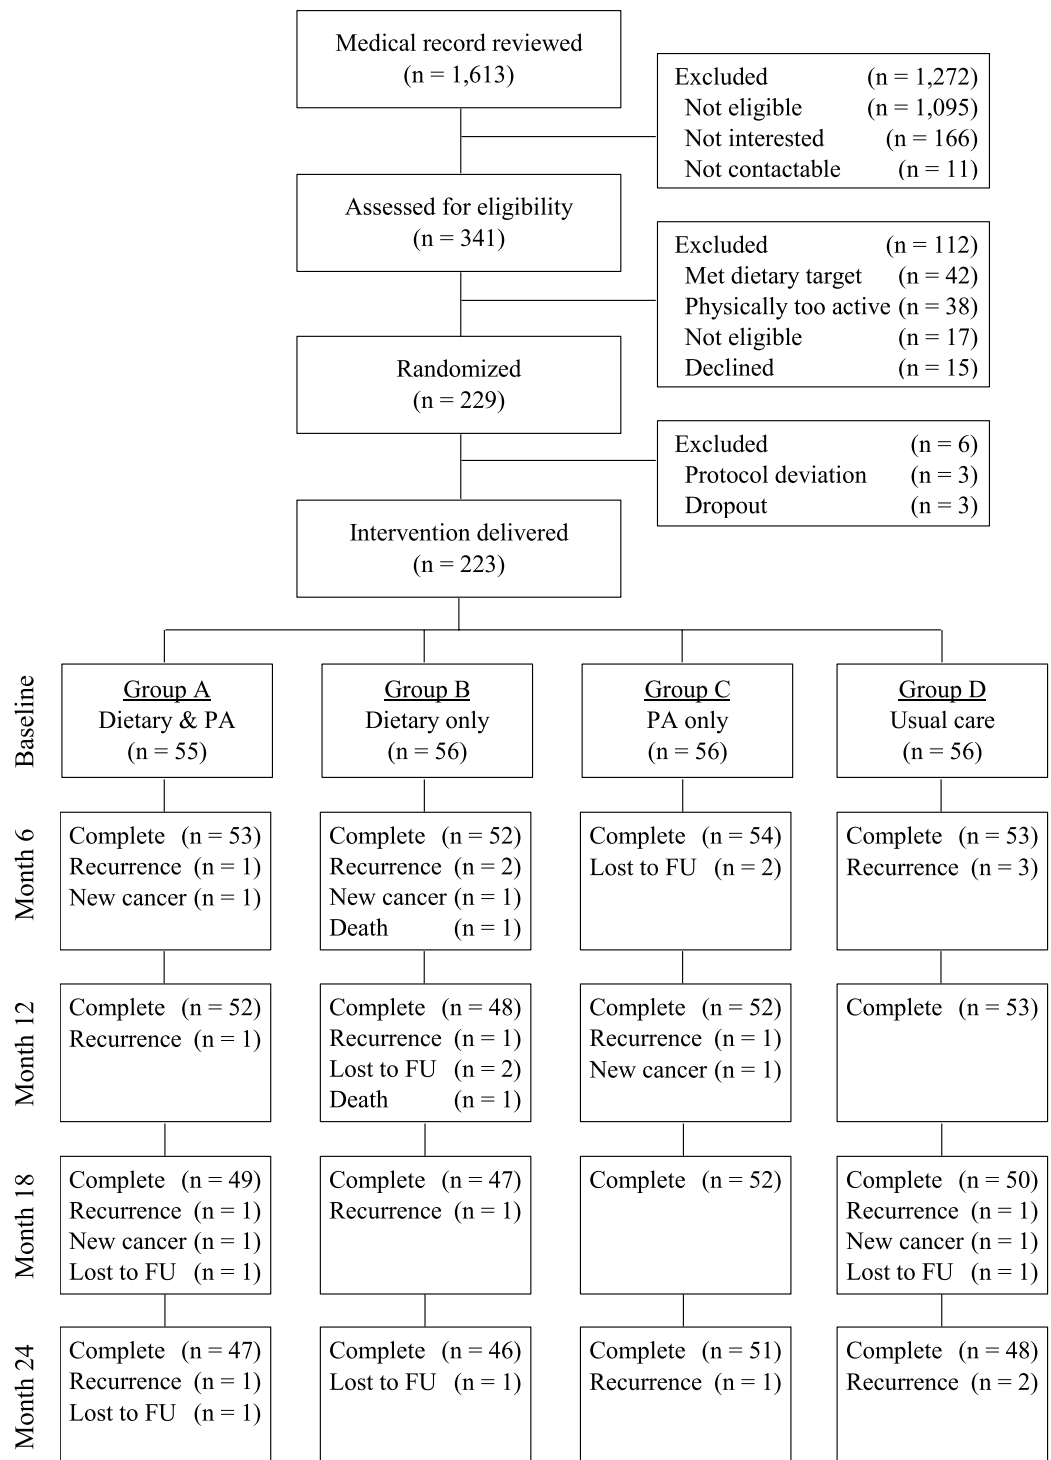 Medical record reviewed
(n = 1,613)
Excluded (n = 1,272)
Not eligible (n = 1,095)
Not interested (n = 166)
Not contactable (n = 11)
Assessed for eligibility
(n = 341)
Excluded (n = 112)
Met dietary target (n = 42)
Physically too active (n = 38)
Not eligible (n = 17)
Declined (n = 15)
Randomized
(n = 229)
Excluded (n = 6)
Protocol deviation (n = 3)
Dropout (n = 3)
Intervention delivered
(n = 223)
Baseline
Group A
Dietary & PA
(n = 55)
Group B
Dietary only
(n = 56)
Group C
PA only
(n = 56)
Group D
Usual care
(n = 56)
Month 6
Complete (n = 53)
Recurrence (n = 1)
New cancer (n = 1)
Complete (n = 52)
Recurrence (n = 2)
New cancer (n = 1)
Death (n = 1)
Complete (n = 54)
Lost to FU (n = 2)
Complete (n = 53)
Recurrence (n = 3)
Month 12
Complete (n = 52)
Recurrence (n = 1)
Complete (n = 48)
Recurrence (n = 1)
Lost to FU (n = 2)
Death (n = 1)
Complete (n = 52)
Recurrence (n = 1)
New cancer (n = 1)
Complete (n = 53)
Month 18
Complete (n = 49)
Recurrence (n = 1)
New cancer (n = 1)
Lost to FU (n = 1)
Complete (n = 47)
Recurrence (n = 1)
Complete (n = 52)
Complete (n = 50)
Recurrence (n = 1)
New cancer (n = 1)
Lost to FU (n = 1)
Month 24
Complete (n = 47)
Recurrence (n = 1)
Lost to FU (n = 1)
Complete (n = 46)
Lost to FU (n = 1)
Complete (n = 51)
Recurrence (n = 1)
Complete (n = 48)
Recurrence (n = 2)